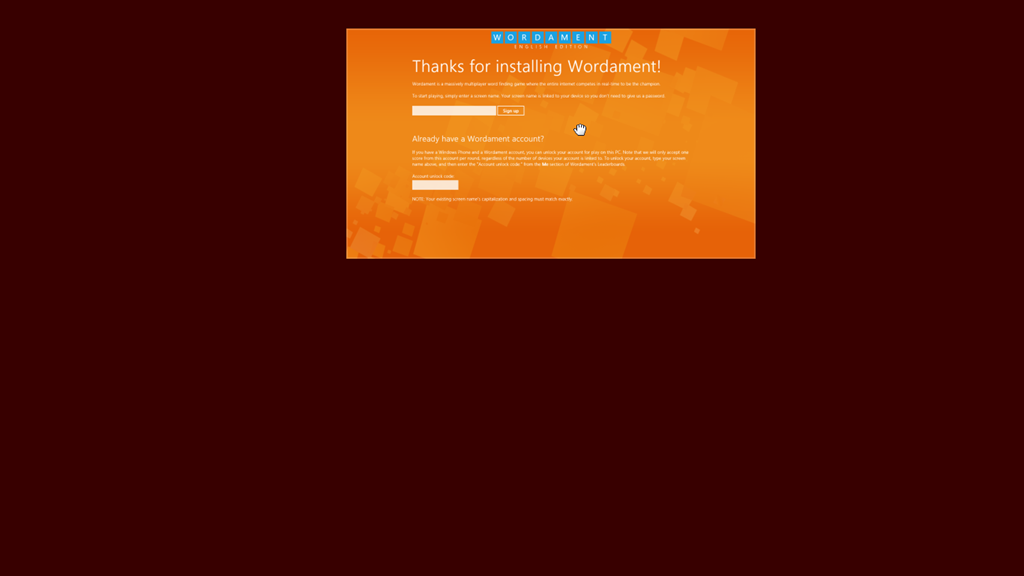 WORDAMENT
ENGLISH EDITION
Thanks for installing Wordament!
Wordament is a massively multiplayer word finding game where the entire internet competes in real-time to be the champion.
To start playing, simply enter a screen name. Your screen name is linked to your device so you don't need to give us a password.
Sign up
Already have a Wordament account?
If you have a Windows Phone and a Wordament account, you can unlock your account for play on this PC. Note that we will only accept one
score from this account per round, regardless of the number of devices your account is linked to. To unlock your account, type your screen
name above, and then enter the "Account unlock code" from the Me section of Wordament's Leaderboards.
Account unlock code
NOTE: Your existing screen name's capitalization and spacing must match exactly.